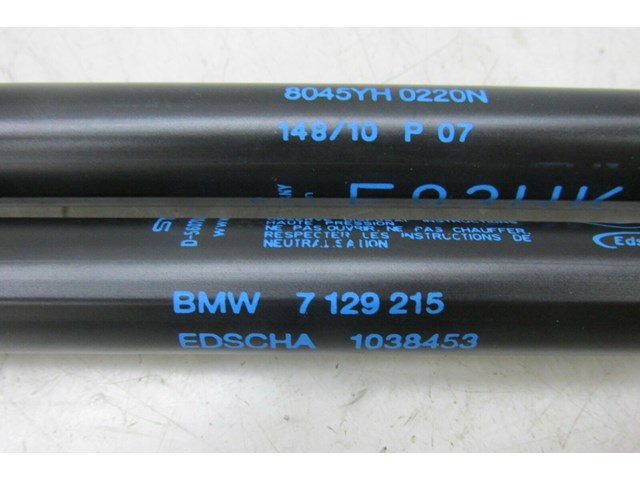 8045YH 0220N
148/10 P 07
HAUTE PRESSION
NE PAS OUVRIR, NE PAS CHAUFFER.
RESPECTER LES INSTRUCTIONS DE
NEUTRALISATION
Eds
BMW 7 129 215
EDSCHA 1038453